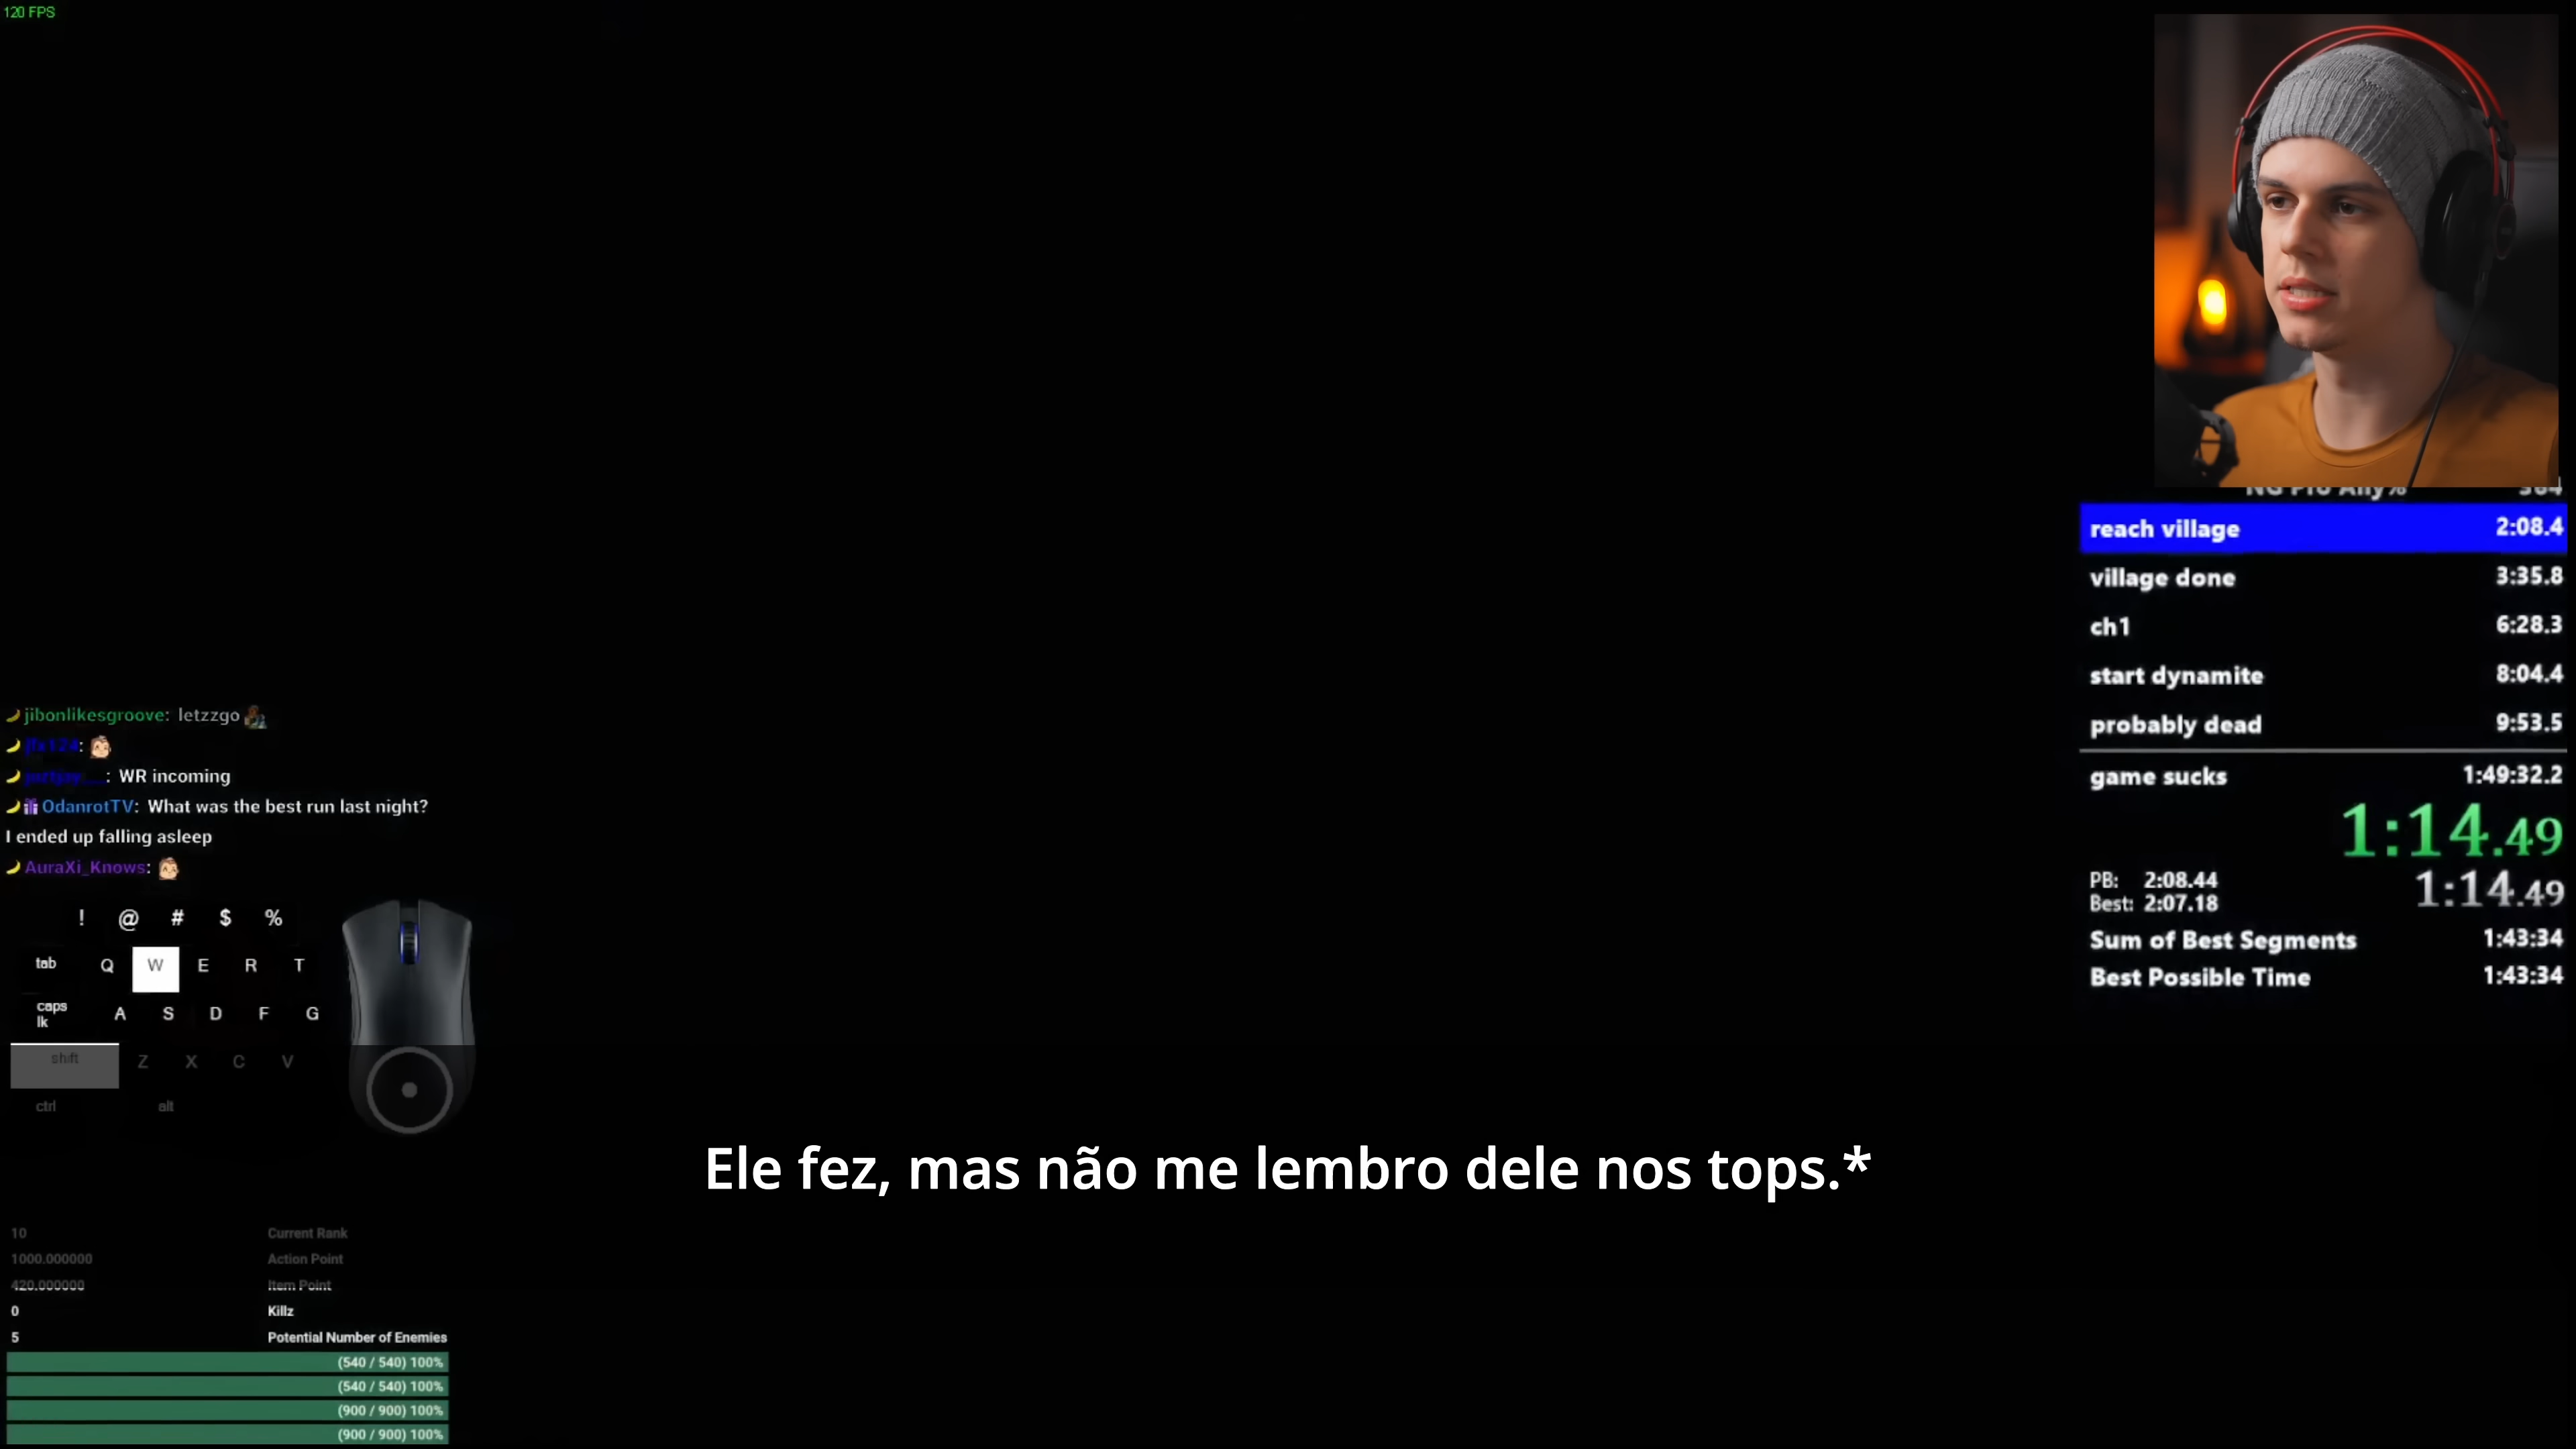 120 FPS
reach village 2:08.4
village done 3:35.8
ch1 6:28.3
start dynamite 8:04.4
probably dead 9:53.5
game sucks 1:49:32.2
1:14.49
PB: 2:08.44
1:14.49
Best: 2:07.18
Sum of Best Segments 1:43:34
Best Possible Time 1:43:34
jibonlikesgroove: letzzgo
: WR incoming
OdanrotTV: What was the best run last night?
I ended up falling asleep
AuraXi_Knows:
! @ # $ %
tab Q W E R T
caps
lk
A S D F G
shift Z X C V
ctrl alt
Ele fez, mas não me lembro dele nos tops.*
10 Current Rank
1000.000000 Action Point
420.000000 Item Point
0 Killz
5 Potential Number of Enemies
(540 / 540) 100%
(540 / 540) 100%
(900 / 900) 100%
(900 / 900) 100%